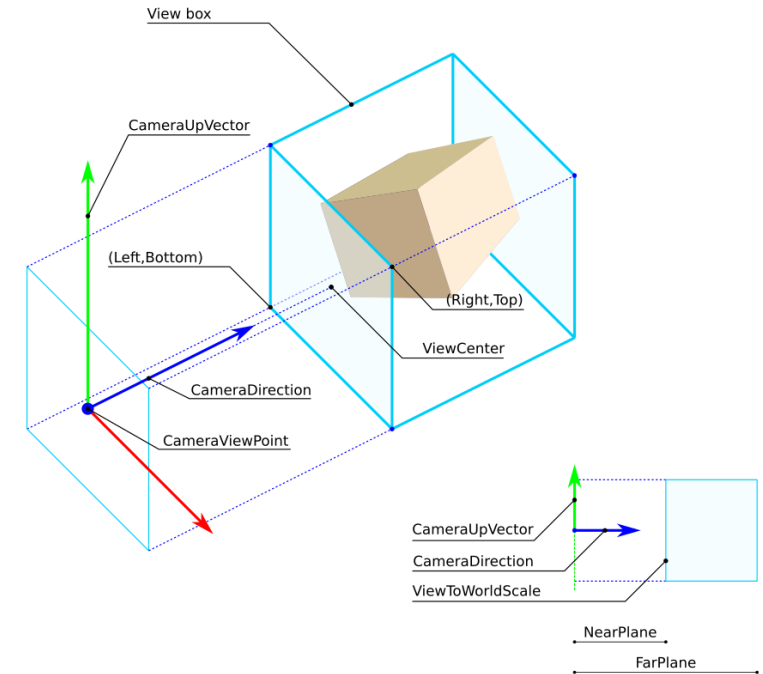 View box
CameraUpVector
(Left,Bottom)
(Right,Top)
ViewCenter
CameraDirection
CameraViewPoint
CameraUpVector
CameraDirection
ViewToWorldScale
NearPlane
FarPlane